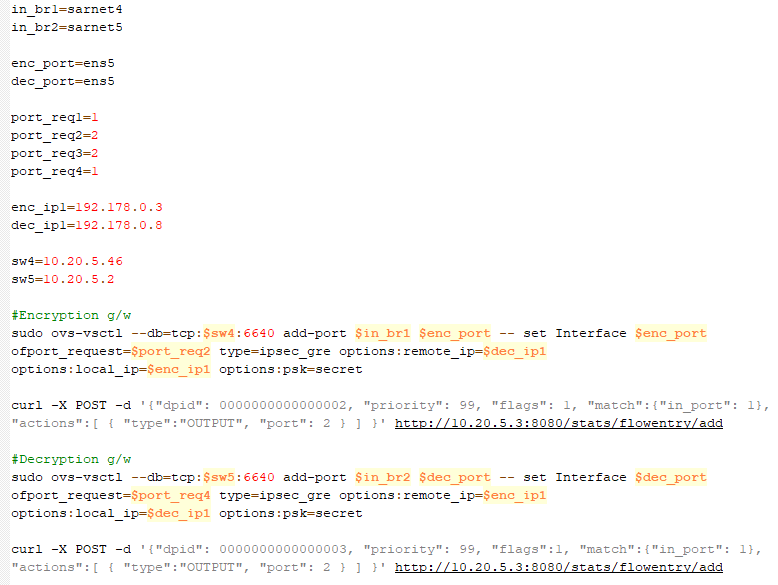 in_br1=sarnet4
in_br2=sarnet5
enc_port=ens5
dec_port=ens5
port_req1=1
port_req2=2
port_req3=2
port_req4=1
enc_ip1=192.178.0.3
dec_ip1=192.178.0.8
sw4=10.20.5.46
sw5=10.20.5.2
#Encryption g/w
sudo ovs-vsctl --db=tcp:$sw4:6640 add-port $in_br1 $enc_port -- set Interface $enc_port
ofport_request=$port_req2 type=ipsec_gre options:remote_ip=$dec_ip1
options:local_ip=$enc_ip1 options:psk=secret
curl -X POST -d '{"dpid": 0000000000000002, "priority": 99, "flags": 1, "match":{"in_port": 1},
"actions":[ { "type":"OUTPUT", "port": 2 } ] }' http://10.20.5.3:8080/stats/flowentry/add
#Decryption g/w
sudo ovs-vsctl --db=tcp:$sw5:6640 add-port $in_br2 $dec_port -- set Interface $dec_port
ofport_request=$port_req4 type=ipsec_gre options:remote_ip=$enc_ip1
options:local_ip=$dec_ip1 options:psk=secret
curl -X POST -d '{"dpid": 0000000000000003, "priority": 99, "flags":1, "match":{"in_port": 1},
"actions":[ { "type":"OUTPUT", "port": 2 } ] }' http://10.20.5.3:8080/stats/flowentry/add